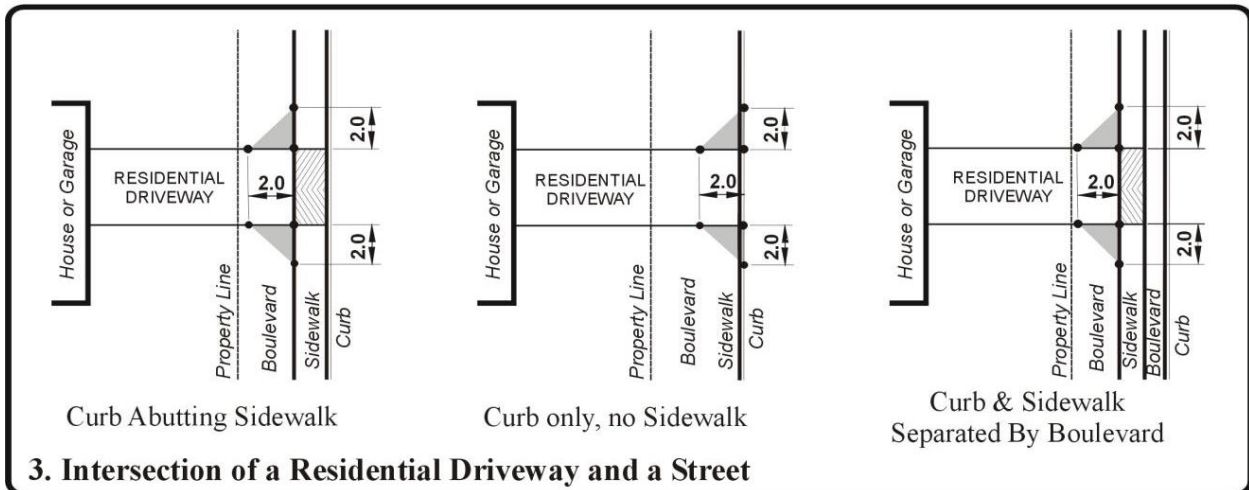 House or Garage
RESIDENTIAL
DRIVEWAY
2.0
2.0
2.0
Property Line
Boulevard
Sidewalk
Curb
Curb Abutting Sidewalk
House or Garage
RESIDENTIAL
DRIVEWAY
2.0
2.0
2.0
Property Line
Boulevard
Sidewalk
Curb
Curb only, no Sidewalk
House or Garage
RESIDENTIAL
DRIVEWAY
2.0
2.0
2.0
Property Line
Boulevard
Sidewalk
Boulevard
Curb
Curb & Sidewalk
Separated By Boulevard
3. Intersection of a Residential Driveway and a Street